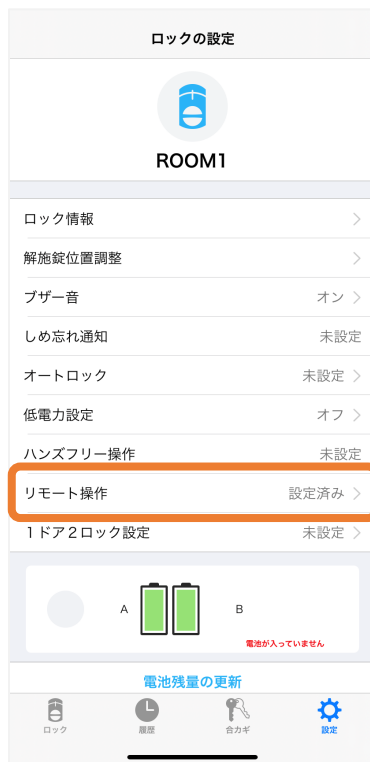 ロックの設定
ROOM1
ロック情報
解施錠位置調整
ブザー音 オン
しめ忘れ通知 未設定
オートロック 未設定
低電力設定 オフ
ハンズフリー操作 未設定
リモート操作 設定済み
1ドア2ロック設定 未設定
A B
電池が入っていません
電池残量の更新
ロック 履歴 合カギ 設定